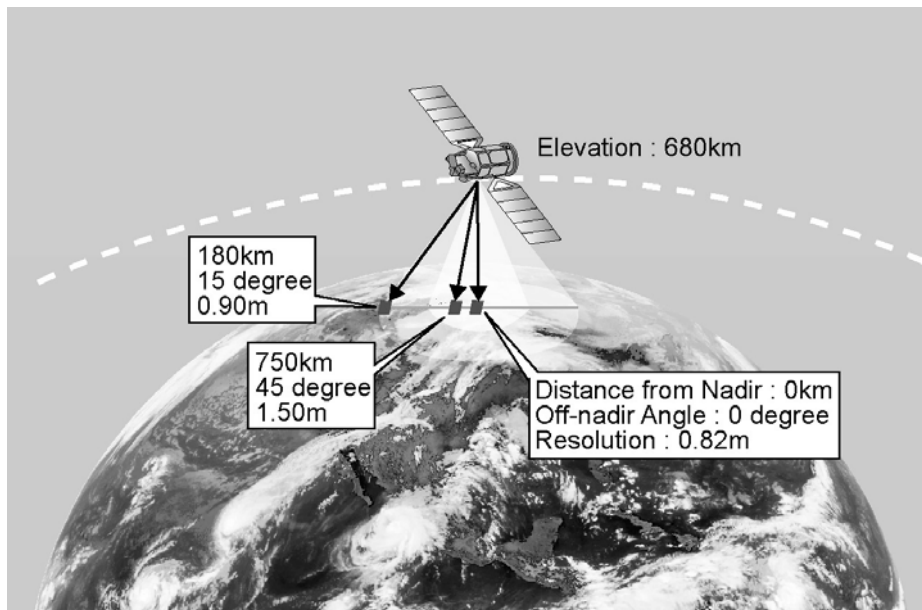 Elevation : 680km
180km
15 degree
0.90m
750km
45 degree
1.50m
Distance from Nadir : 0km
Off-nadir Angle : 0 degree
Resolution : 0.82m